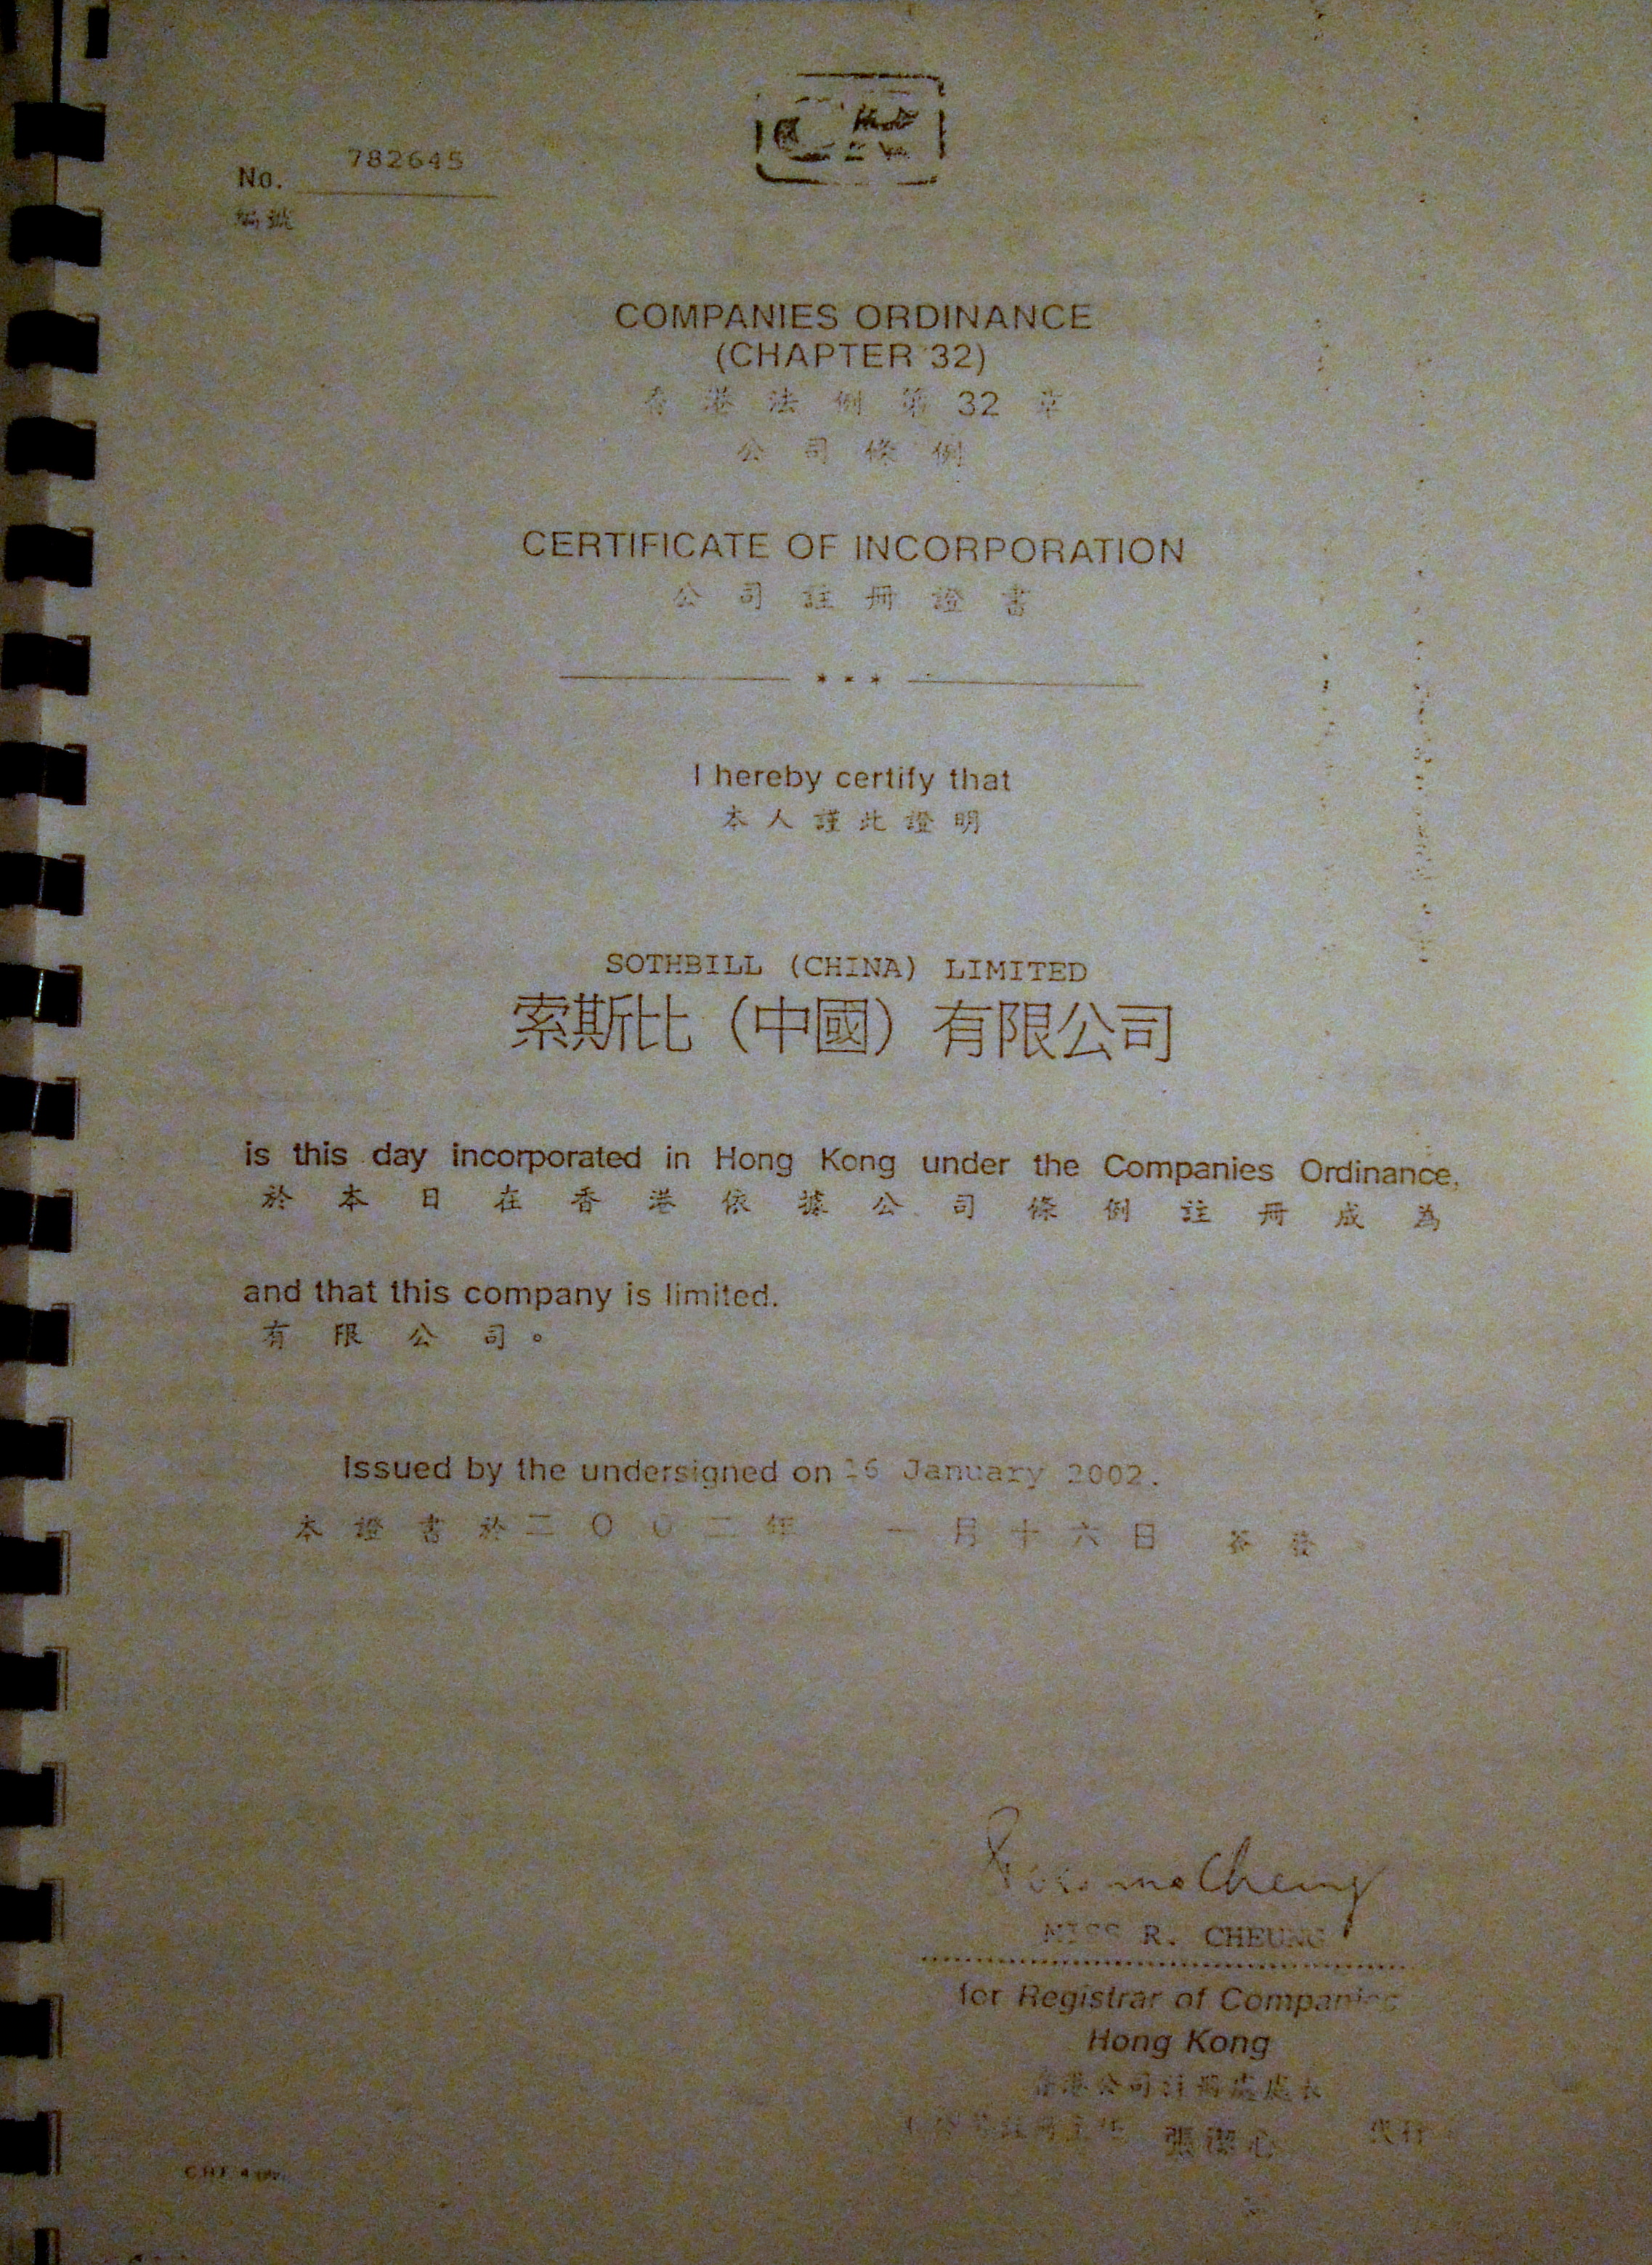 No. 782645
編號
COMPANIES ORDINANCE
(CHAPTER 32)
香港法例第32章
公司條例
CERTIFICATE OF INCORPORATION
公司註冊證書
* * *
I hereby certify that
本人謹此證明
SOTHBILL (CHINA) LIMITED
索斯比（中國）有限公司
is this day incorporated in Hong Kong under the Companies Ordinance,
於本日在香港依據公司條例註冊成為
and that this company is limited.
有限公司。
Issued by the undersigned on 16 January 2002.
本證書於二〇〇二年一月十六日簽發。
Cheung
MISS R. CHEUNG
for Registrar of Companies
Hong Kong
香港公司註冊處處長
張潔心 代行